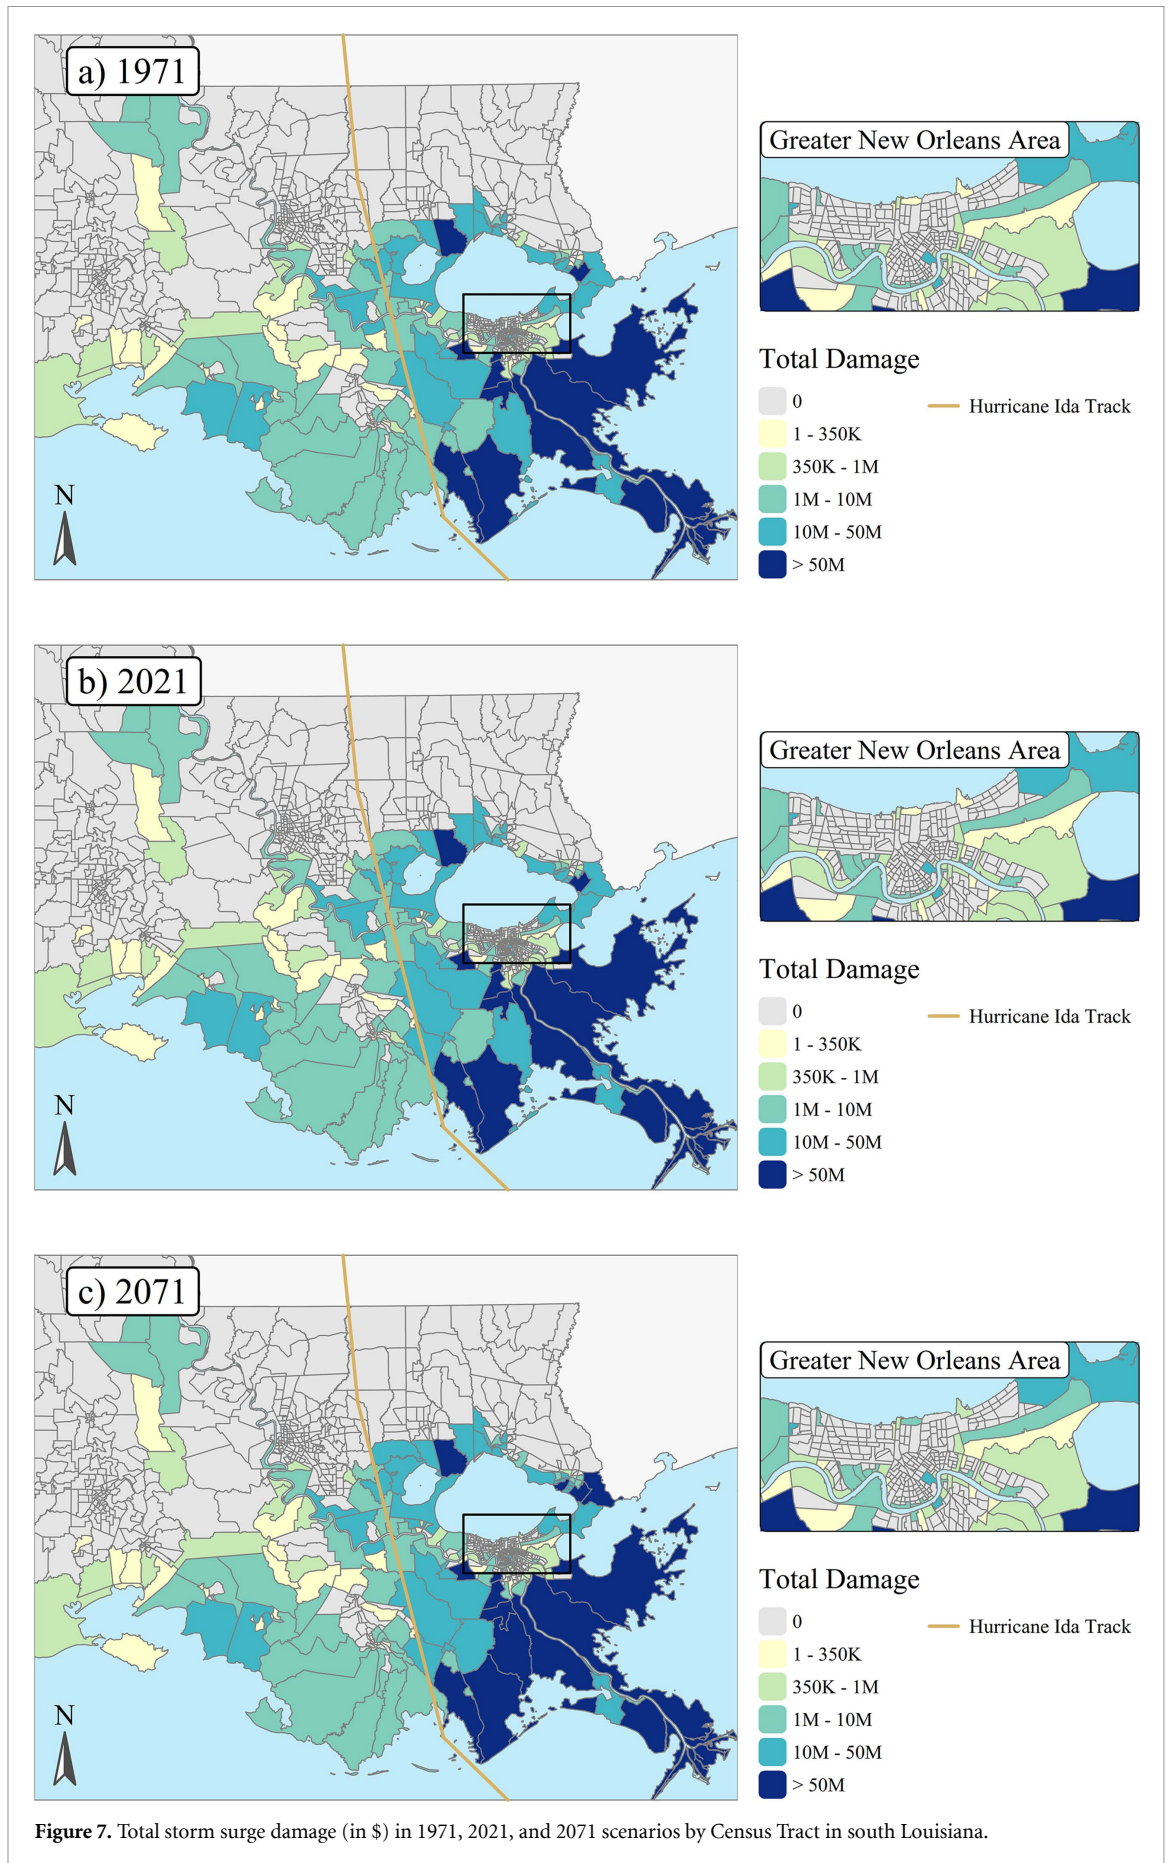 a) 1971
Greater New Orleans Area
Total Damage
0
1 - 350K
350K - 1M
1M - 10M
10M - 50M
> 50M
Hurricane Ida Track
N
b) 2021
Greater New Orleans Area
Total Damage
0
1 - 350K
350K - 1M
1M - 10M
10M - 50M
> 50M
Hurricane Ida Track
N
c) 2071
Greater New Orleans Area
Total Damage
0
1 - 350K
350K - 1M
1M - 10M
10M - 50M
> 50M
Hurricane Ida Track
N
Figure 7. Total storm surge damage (in $) in 1971, 2021, and 2071 scenarios by Census Tract in south Louisiana.